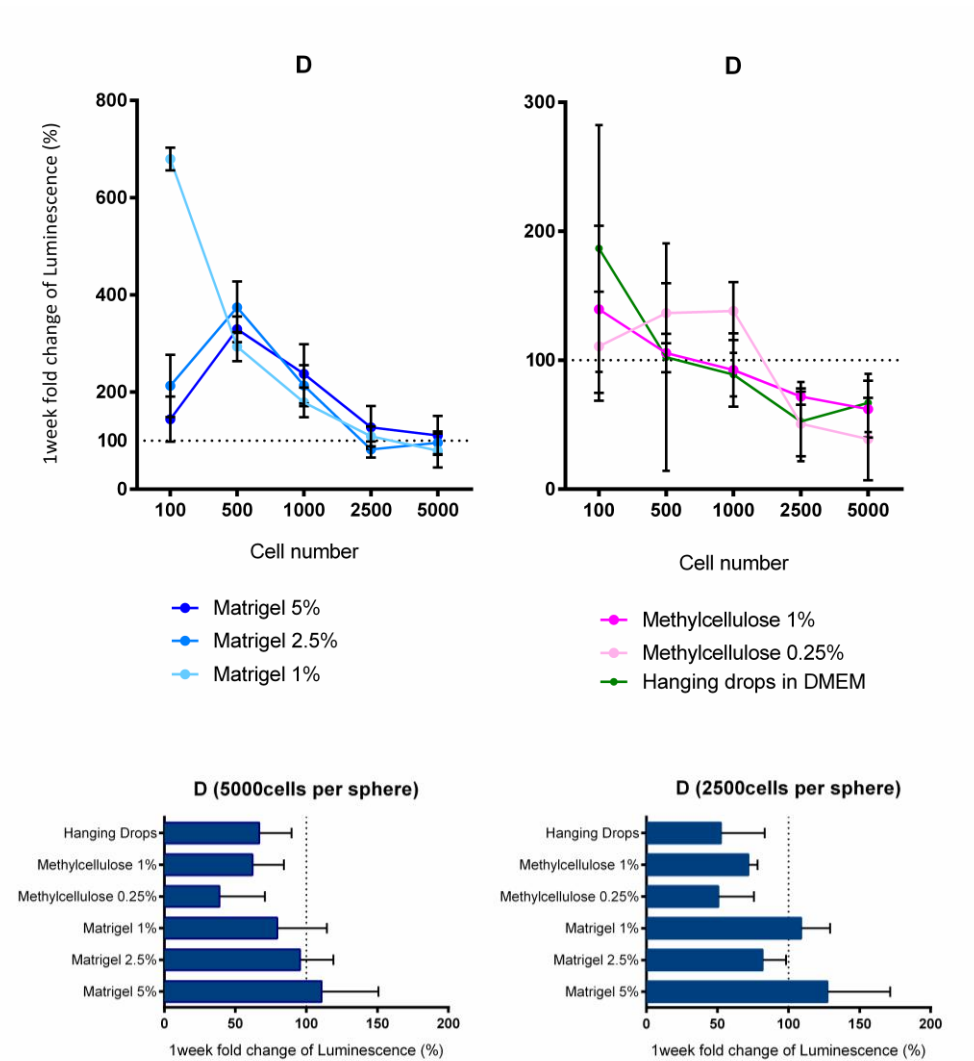 D
1week fold change of Luminescence (%)
800
600
400
200
100
0
100 500 1000 2500 5000
Cell number
Matrigel 5%
Matrigel 2.5%
Matrigel 1%
D
300
200
100
0
100 500 1000 2500 5000
Cell number
Methylcellulose 1%
Methylcellulose 0.25%
Hanging drops in DMEM
D (5000cells per sphere)
Hanging Drops
Methylcellulose 1%
Methylcellulose 0.25%
Matrigel 1%
Matrigel 2.5%
Matrigel 5%
0 50 100 150 200
1week fold change of Luminescence (%)
D (2500cells per sphere)
Hanging Drops
Methylcellulose 1%
Methylcellulose 0.25%
Matrigel 1%
Matrigel 2.5%
Matrigel 5%
0 50 100 150 200
1week fold change of Luminescence (%)